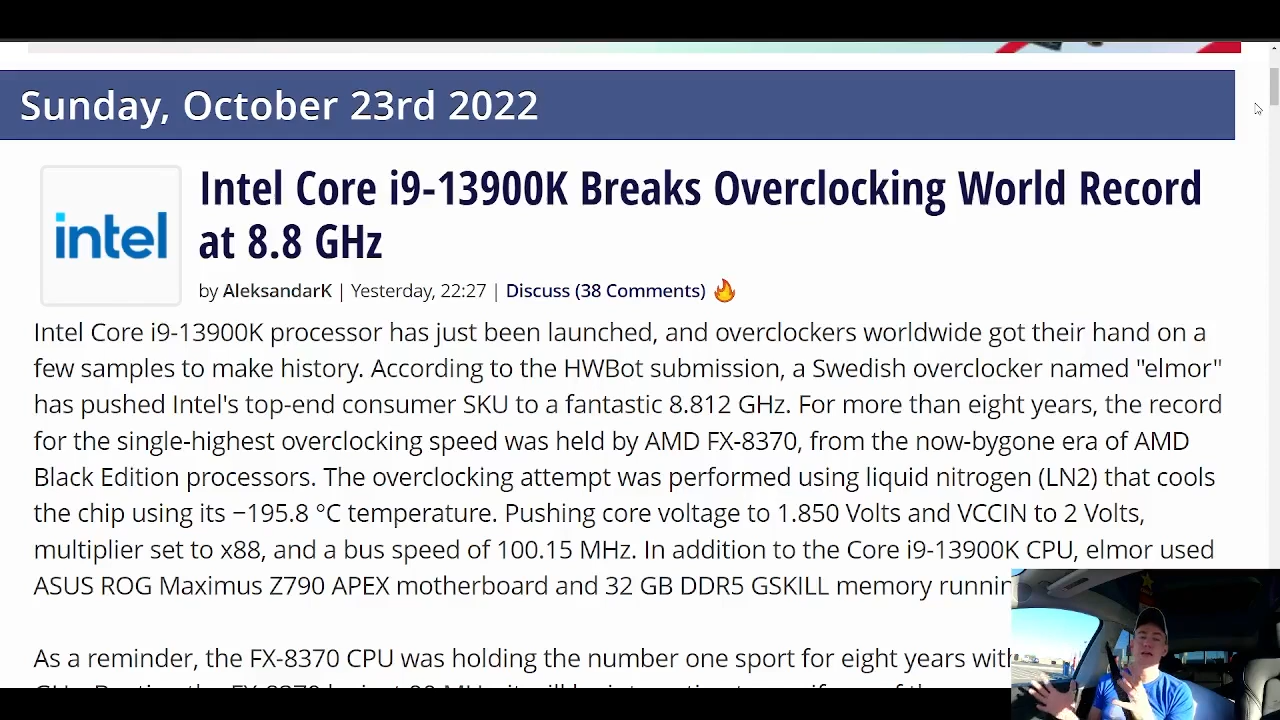 Sunday, October 23rd 2022
intel
Intel Core i9-13900K Breaks Overclocking World Record
at 8.8 GHz
by AleksandarK | Yesterday, 22:27 | Discuss (38 Comments)
Intel Core i9-13900K processor has just been launched, and overclockers worldwide got their hand on a
few samples to make history. According to the HWBot submission, a Swedish overclocker named "elmor"
has pushed Intel's top-end consumer SKU to a fantastic 8.812 GHz. For more than eight years, the record
for the single-highest overclocking speed was held by AMD FX-8370, from the now-bygone era of AMD
Black Edition processors. The overclocking attempt was performed using liquid nitrogen (LN2) that cools
the chip using its −195.8 °C temperature. Pushing core voltage to 1.850 Volts and VCCIN to 2 Volts,
multiplier set to x88, and a bus speed of 100.15 MHz. In addition to the Core i9-13900K CPU, elmor used
ASUS ROG Maximus Z790 APEX motherboard and 32 GB DDR5 GSKILL memory
As a reminder, the FX-8370 CPU was holding the number one sport for eight years